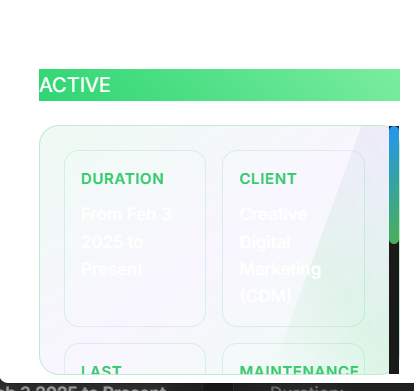 ACTIVE
DURATION
From Feb 3
2025 to
Present
CLIENT
Creative
Digital
Marketing
(CDM)
LAST
MAINTENANCE
3 2025 to Present
Duration: